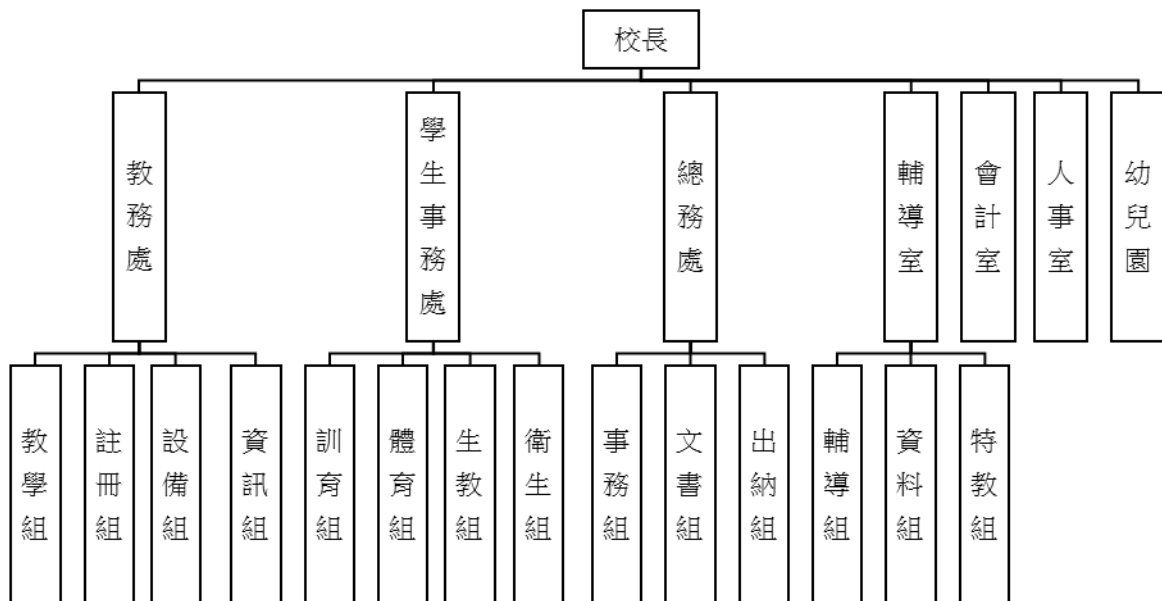 校長
教務處
學生事務處
總務處
輔導室
會計室
人事室
幼兒園
教學組
註冊組
設備組
資訊組
訓育組
體育組
生教組
衛生組
事務組
文書組
出納組
輔導組
資料組
特教組